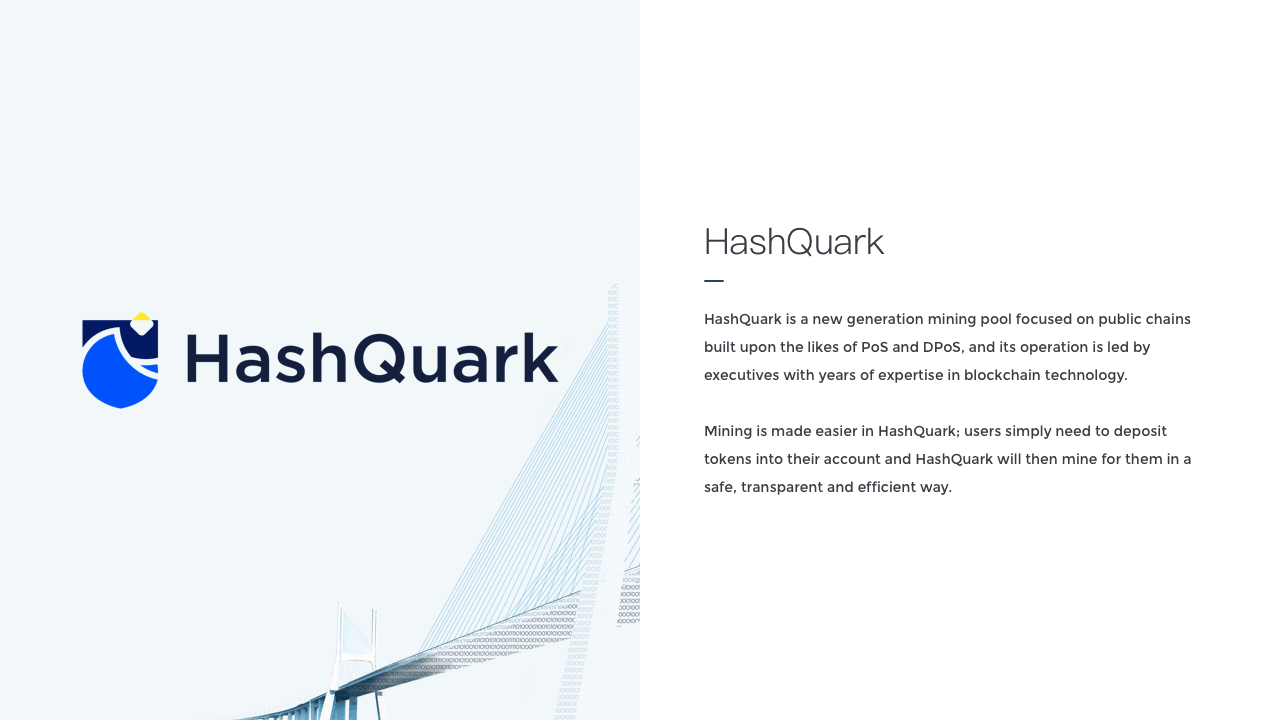 HashQuark
HashQuark
HashQuark is a new generation mining pool focused on public chains
built upon the likes of PoS and DPoS, and its operation is led by
executives with years of expertise in blockchain technology.
Mining is made easier in HashQuark; users simply need to deposit
tokens into their account and HashQuark will then mine for them in a
safe, transparent and efficient way.